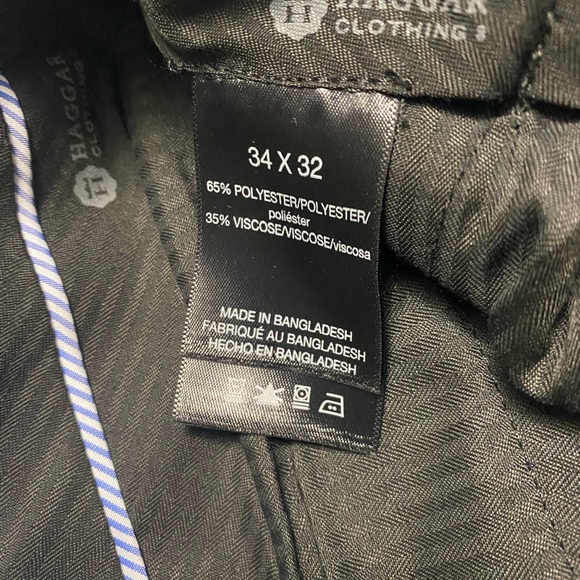 HAGGAR
CLOTHING
HAGGAR
CLOTHING
34 X 32
65% POLYESTER/POLYESTER/
poliéster
35% VISCOSE/VISCOSE/viscosa
MADE IN BANGLADESH
FABRIQUÉ AU BANGLADESH
HECHO EN BANGLADESH